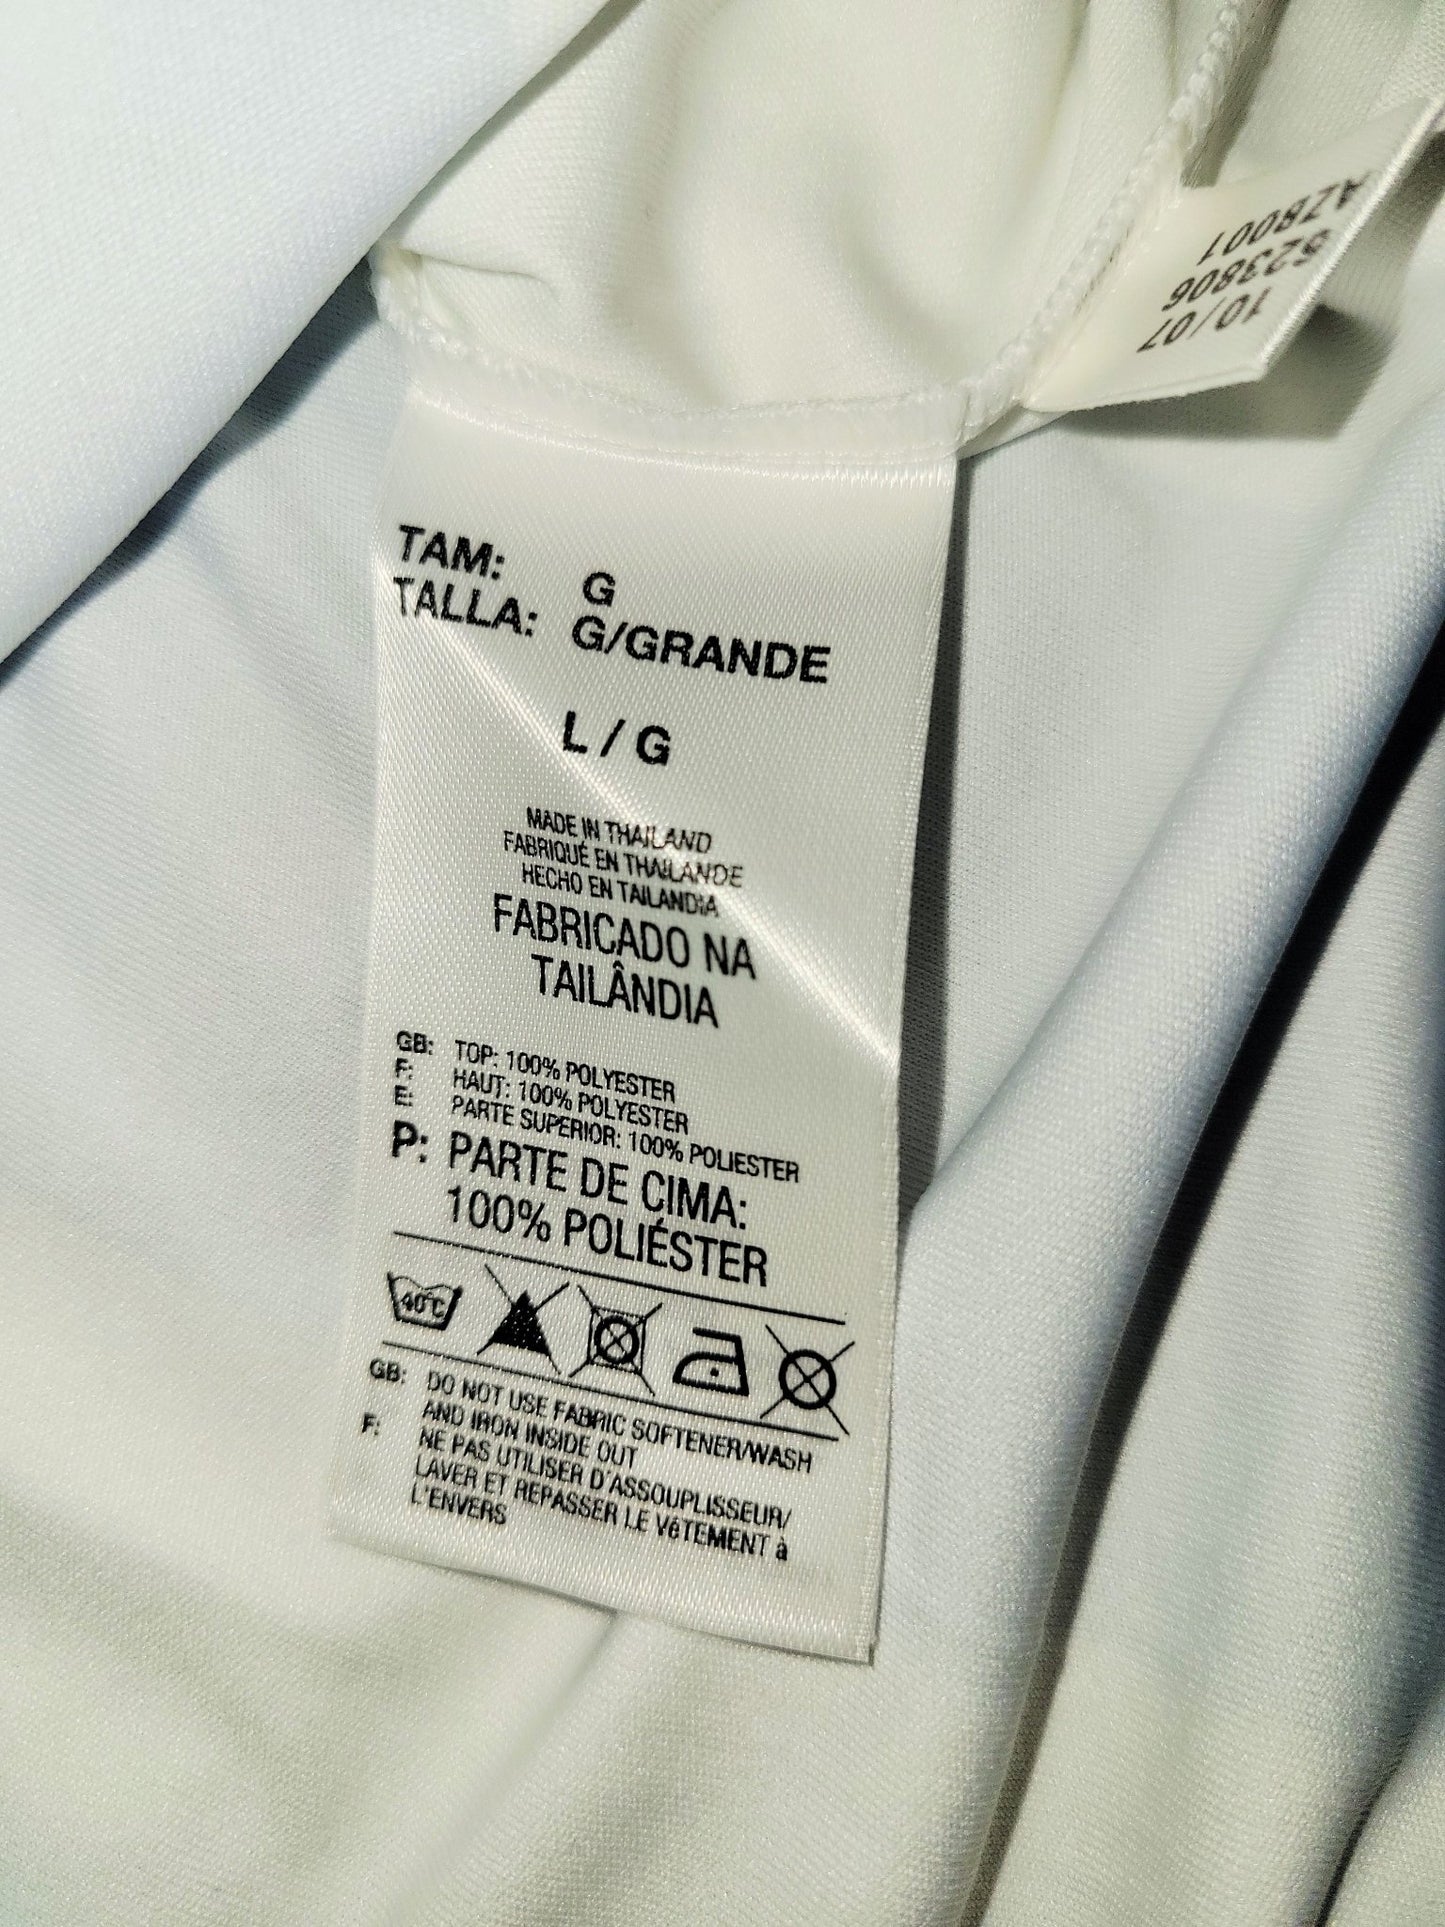 AZ8001
623806
10/07
TAM: G
TALLA: G/GRANDE
L / G
MADE IN THAILAND
FABRIQUÉ EN THAILANDE
HECHO EN TAILANDIA
FABRICADO NA
TAILÂNDIA
GB: TOP: 100% POLYESTER
F: HAUT: 100% POLYESTER
E: PARTE SUPERIOR: 100% POLIESTER
P: PARTE DE CIMA:
100% POLIÉSTER
40°C
GB: DO NOT USE FABRIC SOFTENER/WASH
AND IRON INSIDE OUT
F: NE PAS UTILISER D'ASSOUPLISSEUR/
LAVER ET REPASSER LE VêTEMENT à
L'ENVERS